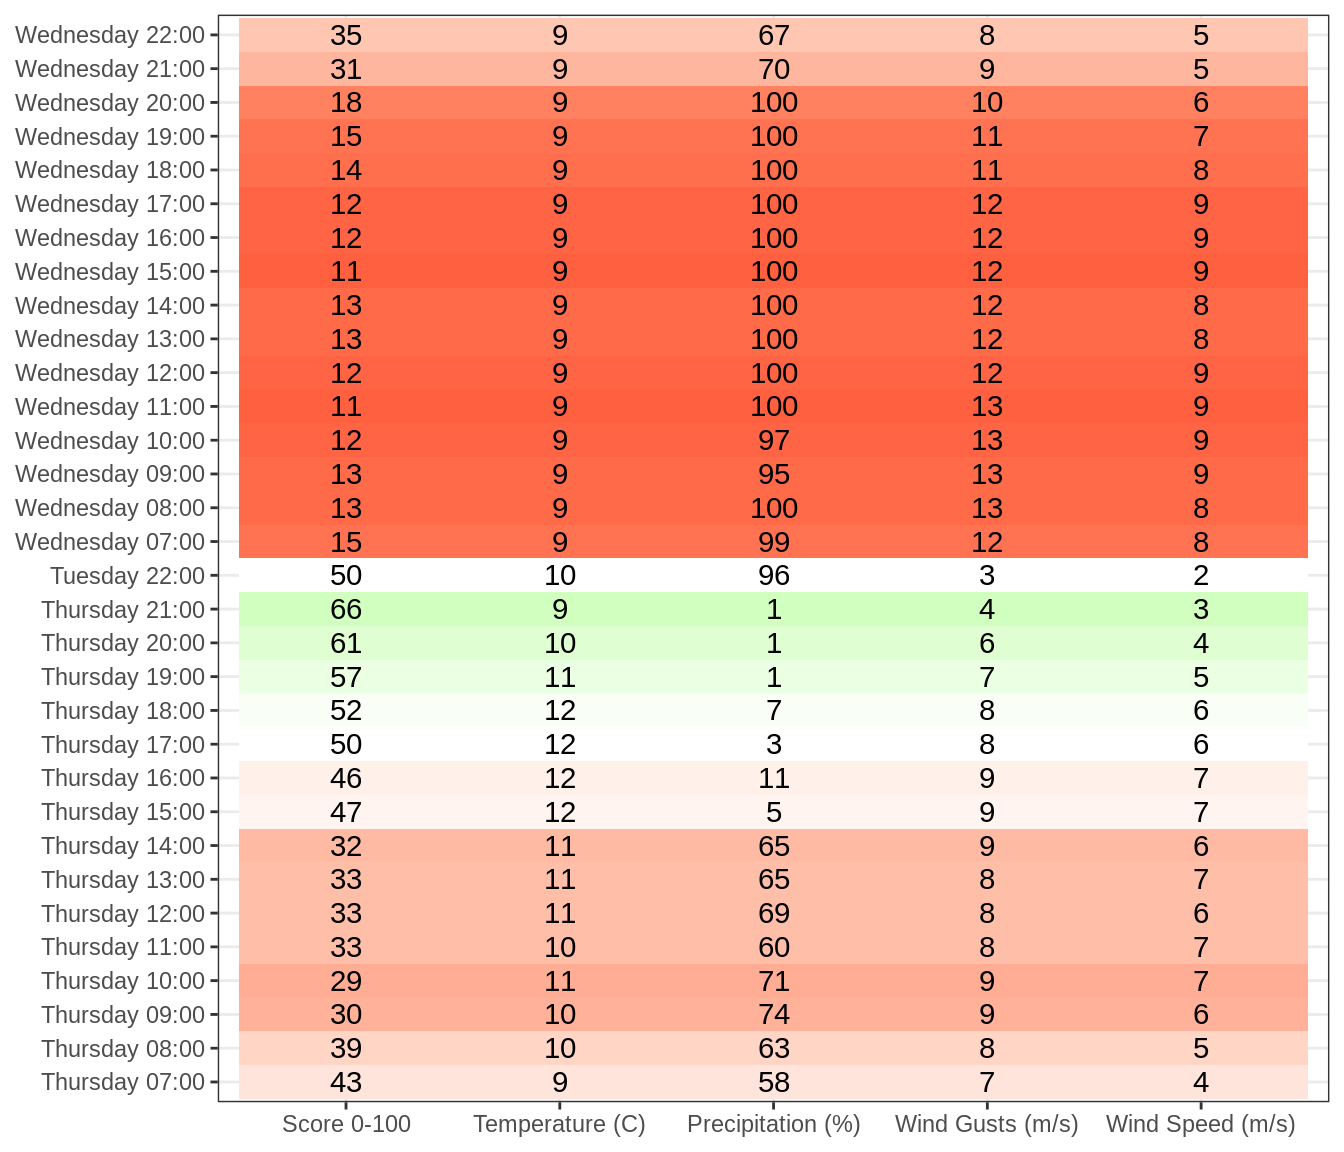 Wednesday 22:00 35 9 67 8 5
Wednesday 21:00 31 9 70 9 5
Wednesday 20:00 18 9 100 10 6
Wednesday 19:00 15 9 100 11 7
Wednesday 18:00 14 9 100 11 8
Wednesday 17:00 12 9 100 12 9
Wednesday 16:00 12 9 100 12 9
Wednesday 15:00 11 9 100 12 9
Wednesday 14:00 13 9 100 12 8
Wednesday 13:00 13 9 100 12 8
Wednesday 12:00 12 9 100 12 9
Wednesday 11:00 11 9 100 13 9
Wednesday 10:00 12 9 97 13 9
Wednesday 09:00 13 9 95 13 9
Wednesday 08:00 13 9 100 13 8
Wednesday 07:00 15 9 99 12 8
Tuesday 22:00 50 10 96 3 2
Thursday 21:00 66 9 1 4 3
Thursday 20:00 61 10 1 6 4
Thursday 19:00 57 11 1 7 5
Thursday 18:00 52 12 7 8 6
Thursday 17:00 50 12 3 8 6
Thursday 16:00 46 12 11 9 7
Thursday 15:00 47 12 5 9 7
Thursday 14:00 32 11 65 9 6
Thursday 13:00 33 11 65 8 7
Thursday 12:00 33 11 69 8 6
Thursday 11:00 33 10 60 8 7
Thursday 10:00 29 11 71 9 7
Thursday 09:00 30 10 74 9 6
Thursday 08:00 39 10 63 8 5
Thursday 07:00 43 9 58 7 4
Score 0-100 Temperature (C) Precipitation (%) Wind Gusts (m/s) Wind Speed (m/s)